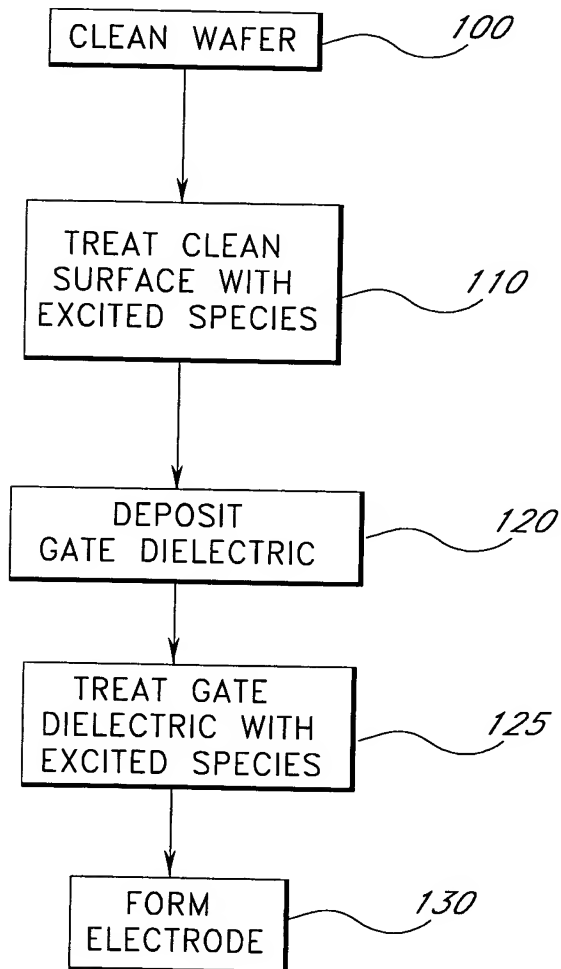 CLEAN WAFER
100
TREAT CLEAN
SURFACE WITH
EXCITED SPECIES
110
DEPOSIT
GATE DIELECTRIC
120
TREAT GATE
DIELECTRIC WITH
EXCITED SPECIES
125
FORM
ELECTRODE
130